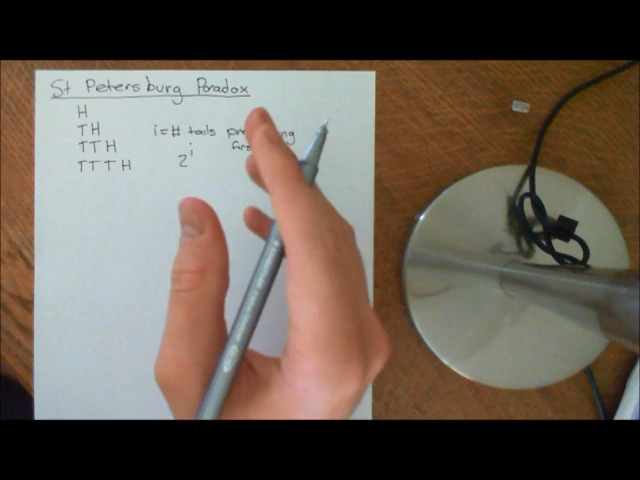 St Petersburg Paradox
H
TH
i = # tails
TTH
2^i
TTTH